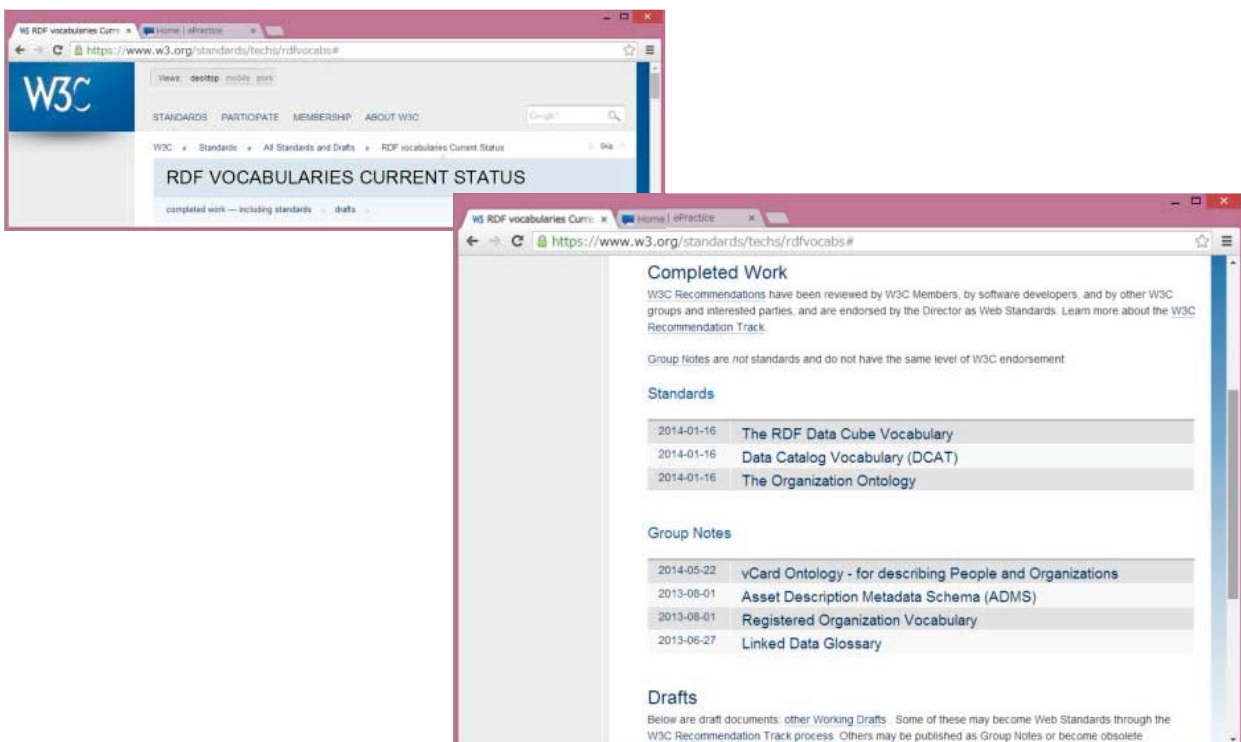 W3 RDF vocabularies Curre × Home | ePractice ×
https://www.w3.org/standards/techs/rdfvocabs#
W3C
Views: desktop mobile print
STANDARDS PARTICIPATE MEMBERSHIP ABOUT W3C
Google
W3C » Standards » All Standards and Drafts » RDF vocabularies Current Status
Skip
RDF VOCABULARIES CURRENT STATUS
completed work — including standards drafts
W3 RDF vocabularies Curre × Home | ePractice ×
https://www.w3.org/standards/techs/rdfvocabs#
Completed Work
W3C Recommendations have been reviewed by W3C Members, by software developers, and by other W3C
groups and interested parties, and are endorsed by the Director as Web Standards. Learn more about the W3C
Recommendation Track.
Group Notes are not standards and do not have the same level of W3C endorsement
Standards
2014-01-16 The RDF Data Cube Vocabulary
2014-01-16 Data Catalog Vocabulary (DCAT)
2014-01-16 The Organization Ontology
Group Notes
2014-05-22 vCard Ontology - for describing People and Organizations
2013-08-01 Asset Description Metadata Schema (ADMS)
2013-08-01 Registered Organization Vocabulary
2013-06-27 Linked Data Glossary
Drafts
Below are draft documents: other Working Drafts . Some of these may become Web Standards through the
W3C Recommendation Track process. Others may be published as Group Notes or become obsolete